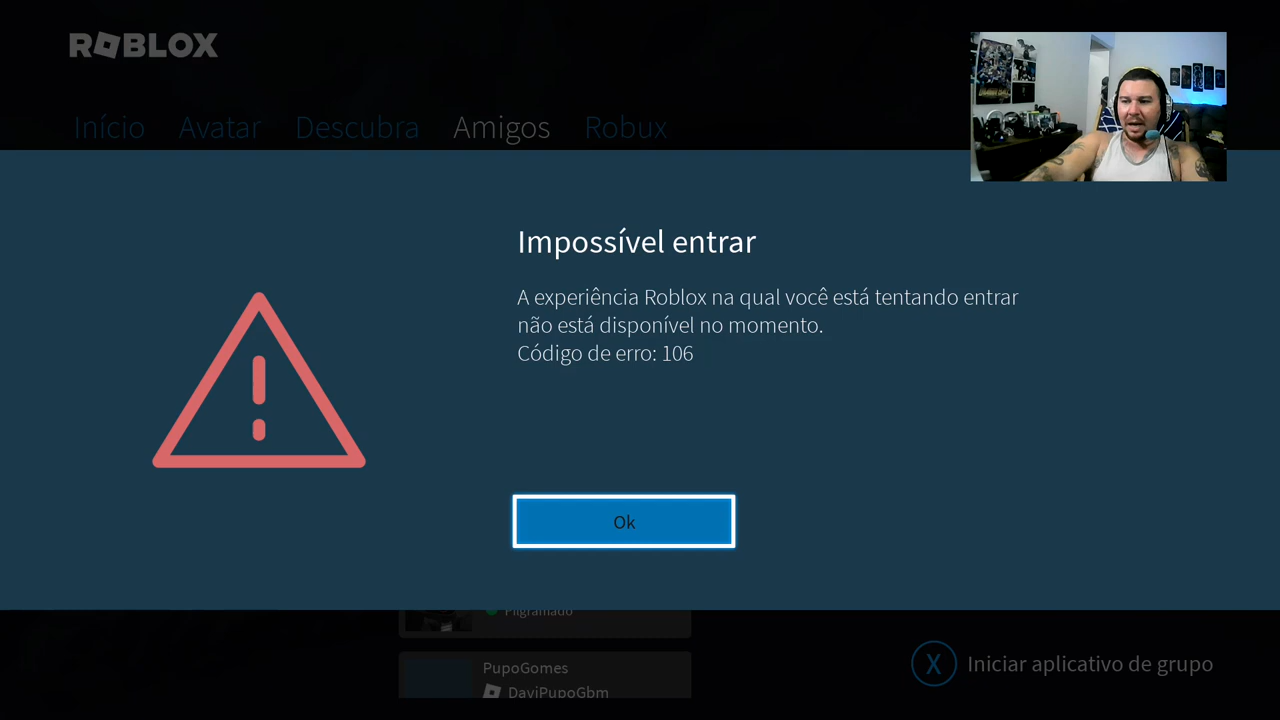 ROBLOX
Início Avatar Descubra Amigos Robux
Impossível entrar
A experiência Roblox na qual você está tentando entrar
não está disponível no momento.
Código de erro: 106
Ok
Pilgramado
PupoGomes
DaviPupoGbm
X Iniciar aplicativo de grupo